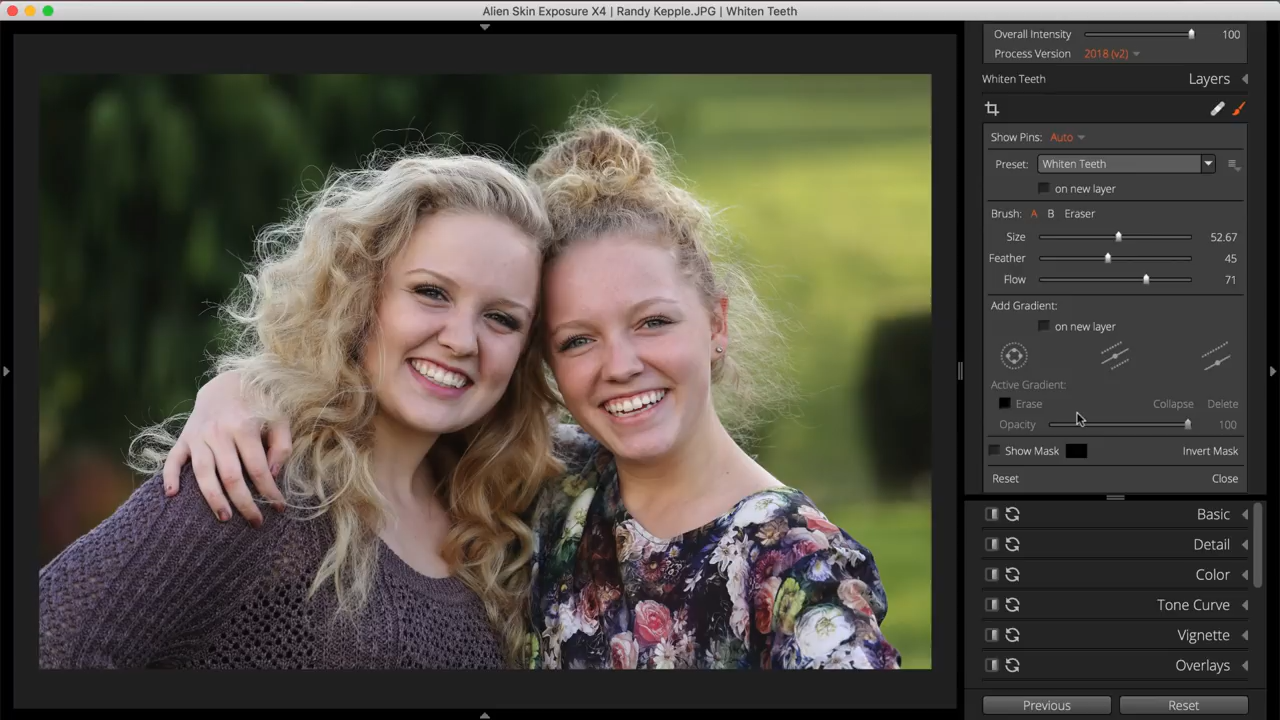 Alien Skin Exposure X4 | Randy Kepple.JPG | Whiten Teeth
Overall Intensity 100
Process Version 2018 (v2)
Whiten Teeth Layers
Show Pins: Auto
Preset: Whiten Teeth
on new layer
Brush: A B Eraser
Size 52.67
Feather 45
Flow 71
Add Gradient:
on new layer
Active Gradient:
Erase Collapse Delete
Opacity 100
Show Mask Invert Mask
Reset Close
Basic
Detail
Color
Tone Curve
Vignette
Overlays
Previous Reset